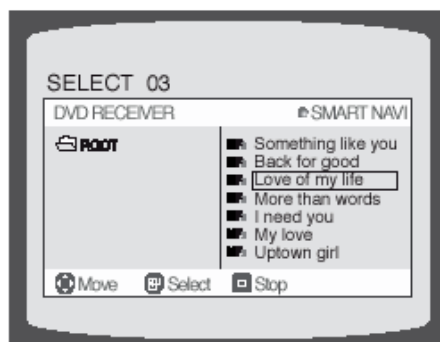 SELECT 03
DVD RECEIVER
SMART NAVI
ROOT
Something like you
Back for good
Love of my life
More than words
I need you
My love
Uptown girl
Move Select Stop